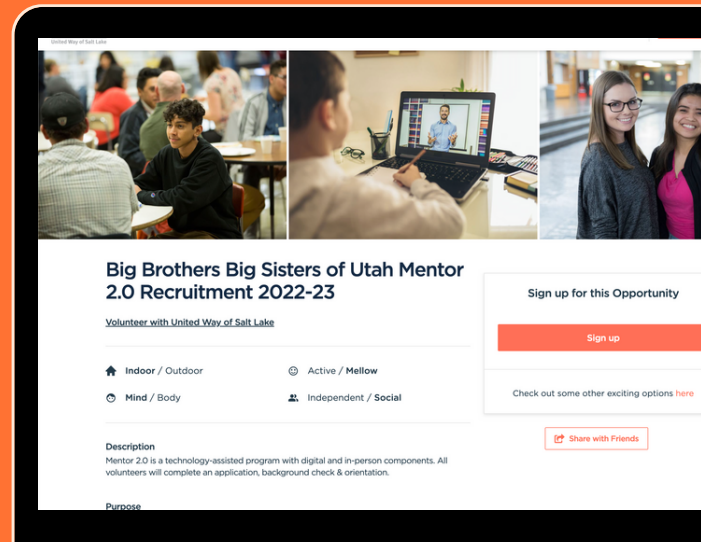 United Way of Salt Lake
Big Brothers Big Sisters of Utah Mentor
2.0 Recruitment 2022-23
Volunteer with United Way of Salt Lake
Indoor / Outdoor
Active / Mellow
Mind / Body
Independent / Social
Description
Mentor 2.0 is a technology-assisted program with digital and in-person components. All
volunteers will complete an application, background check & orientation.
Purpose
Sign up for this Opportunity
Sign up
Check out some other exciting options here
Share with Friends